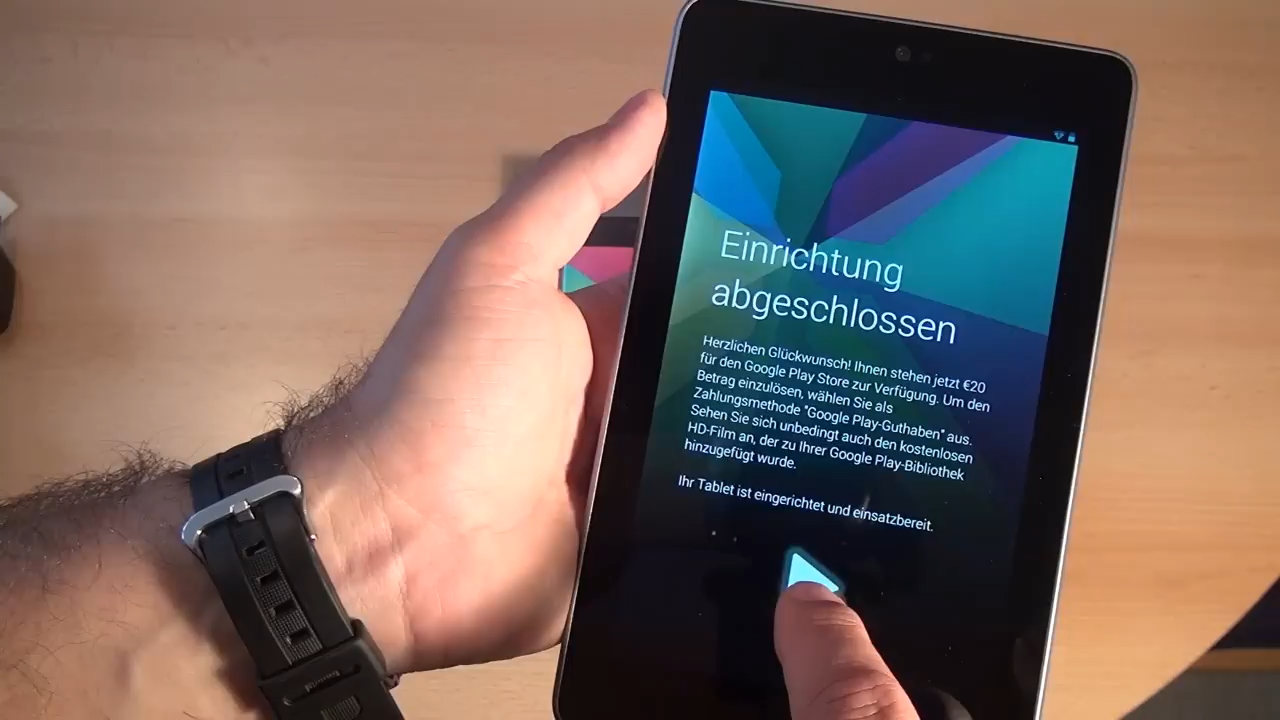 Einrichtung
abgeschlossen
Herzlichen Glückwunsch! Ihnen stehen jetzt €20
für den Google Play Store zur Verfügung. Um den
Betrag einzulösen, wählen Sie als
Zahlungsmethode "Google Play-Guthaben" aus.
Sehen Sie sich unbedingt auch den kostenlosen
HD-Film an, der zu Ihrer Google Play-Bibliothek
hinzugefügt wurde.
Ihr Tablet ist eingerichtet und einsatzbereit.